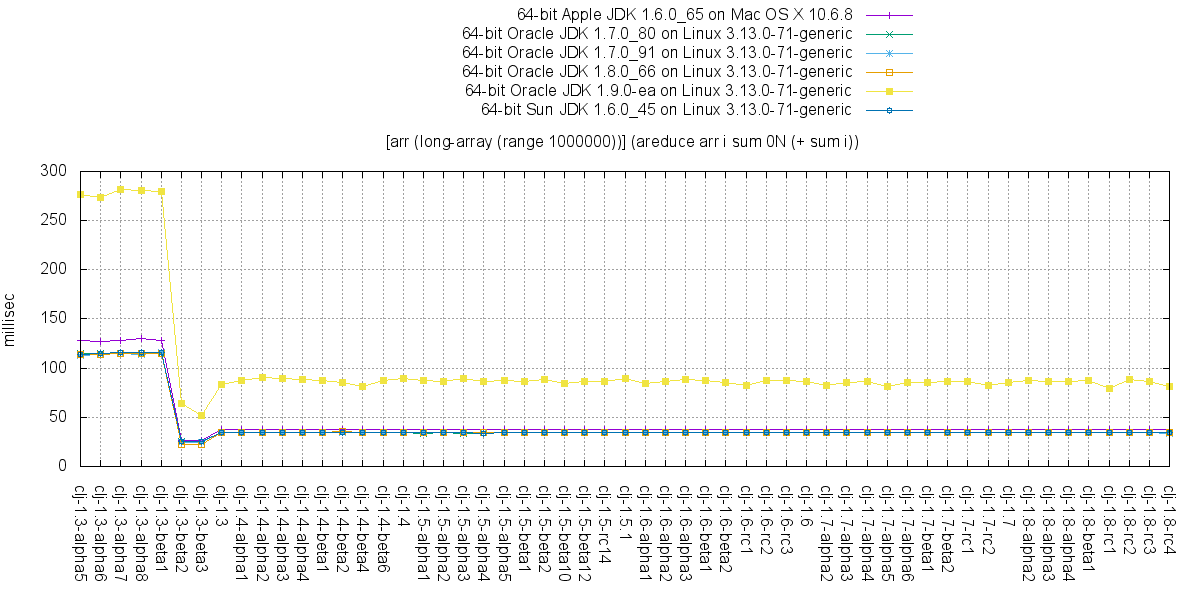 64-bit Apple JDK 1.6.0_65 on Mac OS X 10.6.8
64-bit Oracle JDK 1.7.0_80 on Linux 3.13.0-71-generic
64-bit Oracle JDK 1.7.0_91 on Linux 3.13.0-71-generic
64-bit Oracle JDK 1.8.0_66 on Linux 3.13.0-71-generic
64-bit Oracle JDK 1.9.0-ea on Linux 3.13.0-71-generic
64-bit Sun JDK 1.6.0_45 on Linux 3.13.0-71-generic
[arr (long-array (range 1000000))] (areduce arr i sum 0N (+ sum i))
300
250
200
150
100
50
0
millisec
clj-1.3-alpha5
clj-1.3-alpha6
clj-1.3-alpha7
clj-1.3-alpha8
clj-1.3-beta1
clj-1.3-beta2
clj-1.3-beta3
clj-1.3
clj-1.4-alpha1
clj-1.4-alpha2
clj-1.4-alpha3
clj-1.4-alpha4
clj-1.4-beta1
clj-1.4-beta2
clj-1.4-beta4
clj-1.4-beta6
clj-1.4
clj-1.5-alpha1
clj-1.5-alpha2
clj-1.5-alpha3
clj-1.5-alpha4
clj-1.5-alpha5
clj-1.5-beta1
clj-1.5-beta2
clj-1.5-beta10
clj-1.5-beta12
clj-1.5-rc14
clj-1.5.1
clj-1.6-alpha1
clj-1.6-alpha2
clj-1.6-alpha3
clj-1.6-beta1
clj-1.6-beta2
clj-1.6-rc1
clj-1.6-rc2
clj-1.6-rc3
clj-1.6
clj-1.7-alpha2
clj-1.7-alpha3
clj-1.7-alpha4
clj-1.7-alpha5
clj-1.7-alpha6
clj-1.7-beta1
clj-1.7-beta2
clj-1.7-rc1
clj-1.7-rc2
clj-1.7
clj-1.8-alpha2
clj-1.8-alpha3
clj-1.8-alpha4
clj-1.8-beta1
clj-1.8-rc1
clj-1.8-rc2
clj-1.8-rc3
clj-1.8-rc4